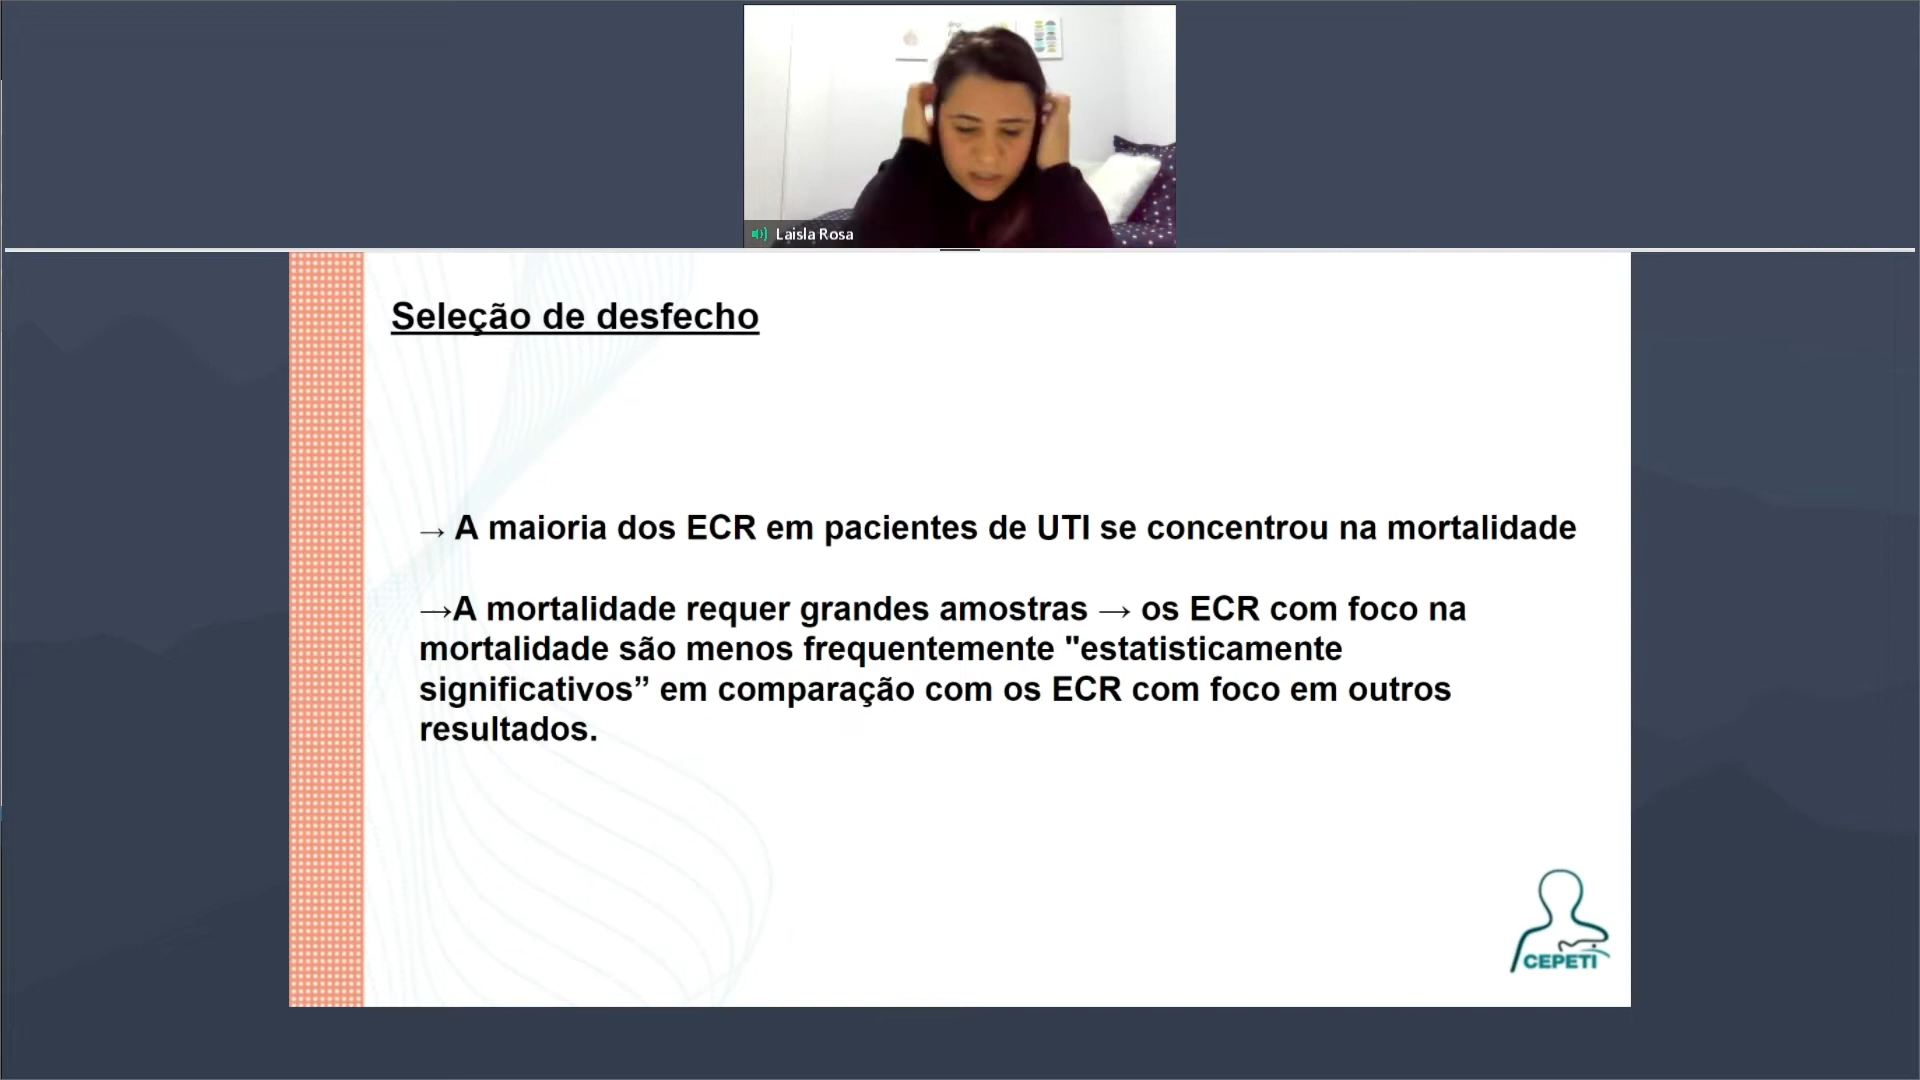 Laisla Rosa
Seleção de desfecho
→ A maioria dos ECR em pacientes de UTI se concentrou na mortalidade
→A mortalidade requer grandes amostras → os ECR com foco na
mortalidade são menos frequentemente "estatisticamente
significativos” em comparação com os ECR com foco em outros
resultados.
CEPETI